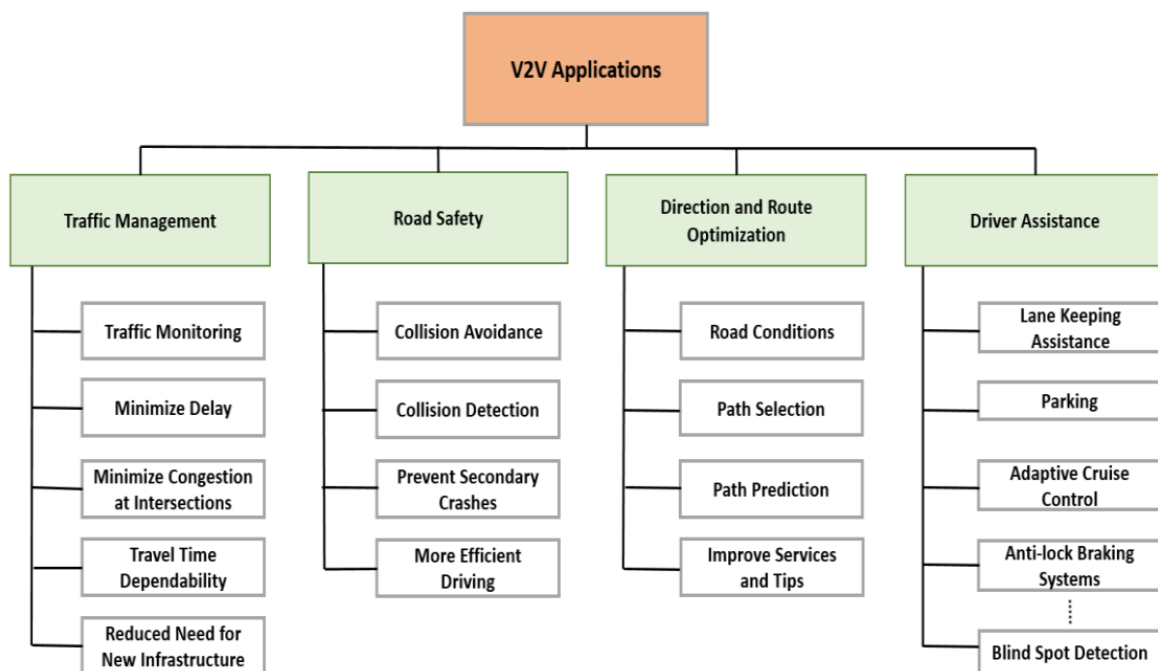 V2V Applications
Traffic Management
Traffic Monitoring
Minimize Delay
Minimize Congestion
at Intersections
Travel Time
Dependability
Reduced Need for
New Infrastructure
Road Safety
Collision Avoidance
Collision Detection
Prevent Secondary
Crashes
More Efficient
Driving
Direction and Route
Optimization
Road Conditions
Path Selection
Path Prediction
Improve Services
and Tips
Driver Assistance
Lane Keeping
Assistance
Parking
Adaptive Cruise
Control
Anti-lock Braking
Systems
Blind Spot Detection